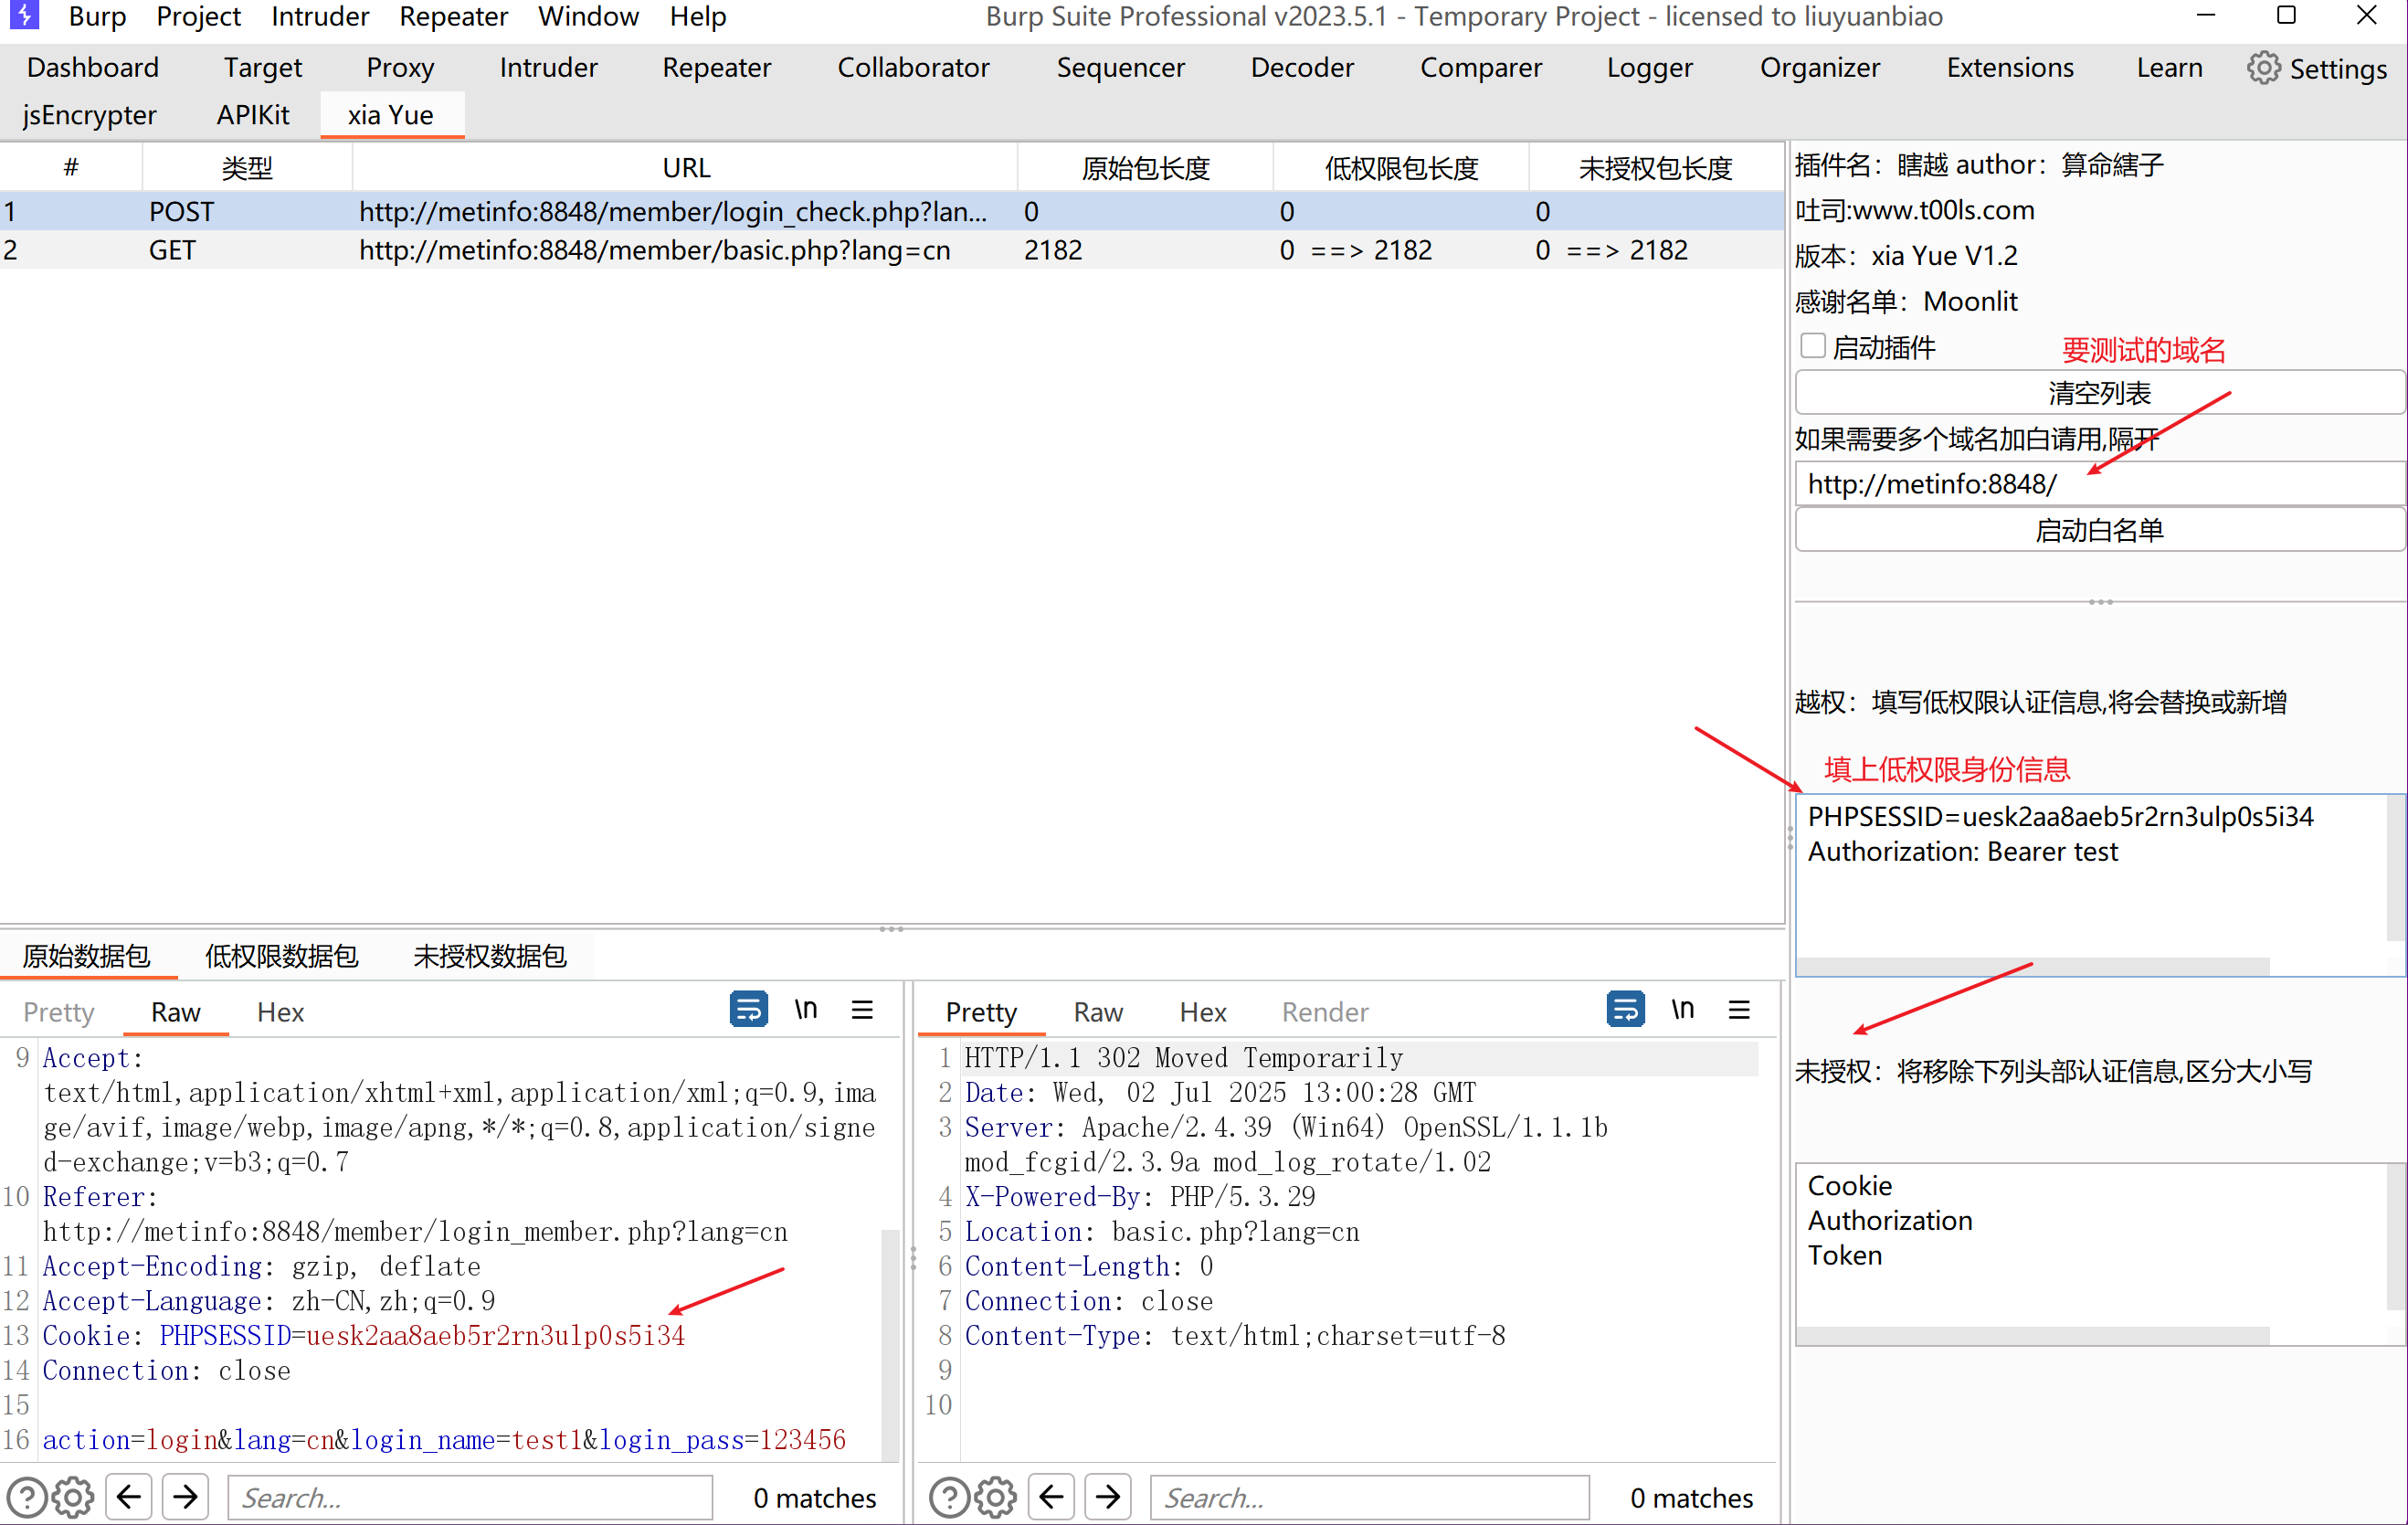 Burp Project Intruder Repeater Window Help Burp Suite Professional v2023.5.1 - Temporary Project - licensed to liuyuanbiao
Dashboard Target Proxy Intruder Repeater Collaborator Sequencer Decoder Comparer Logger Organizer Extensions Learn Settings
jsEncrypter APIKit xia Yue
# 类型 URL 原始包长度 低权限包长度 未授权包长度
1 POST http://metinfo:8848/member/login_check.php?lan... 0 0 0
2 GET http://metinfo:8848/member/basic.php?lang=cn 2182 0 ==> 2182 0 ==> 2182
插件名：瞎越 author：算命縖子
吐司:www.t00ls.com
版本：xia Yue V1.2
感谢名单：Moonlit
启动插件
要测试的域名
清空列表
如果需要多个域名加白请用,隔开
http://metinfo:8848/
启动白名单
越权：填写低权限认证信息,将会替换或新增
填上低权限身份信息
PHPSESSID=uesk2aa8aeb5r2rn3ulp0s5i34
Authorization: Bearer test
未授权：将移除下列头部认证信息,区分大小写
Cookie
Authorization
Token
原始数据包 低权限数据包 未授权数据包
Pretty Raw Hex \n
9 Accept:
text/html,application/xhtml+xml,application/xml;q=0.9,ima
ge/avif,image/webp,image/apng,*/*;q=0.8,application/signe
d-exchange;v=b3;q=0.7
10 Referer:
http://metinfo:8848/member/login_member.php?lang=cn
11 Accept-Encoding: gzip, deflate
12 Accept-Language: zh-CN,zh;q=0.9
13 Cookie: PHPSESSID=uesk2aa8aeb5r2rn3ulp0s5i34
14 Connection: close
15
16 action=login&lang=cn&login_name=test1&login_pass=123456
Search... 0 matches
Pretty Raw Hex Render \n
1 HTTP/1.1 302 Moved Temporarily
2 Date: Wed, 02 Jul 2025 13:00:28 GMT
3 Server: Apache/2.4.39 (Win64) OpenSSL/1.1.1b
mod_fcgid/2.3.9a mod_log_rotate/1.02
4 X-Powered-By: PHP/5.3.29
5 Location: basic.php?lang=cn
6 Content-Length: 0
7 Connection: close
8 Content-Type: text/html;charset=utf-8
9
10
Search... 0 matches